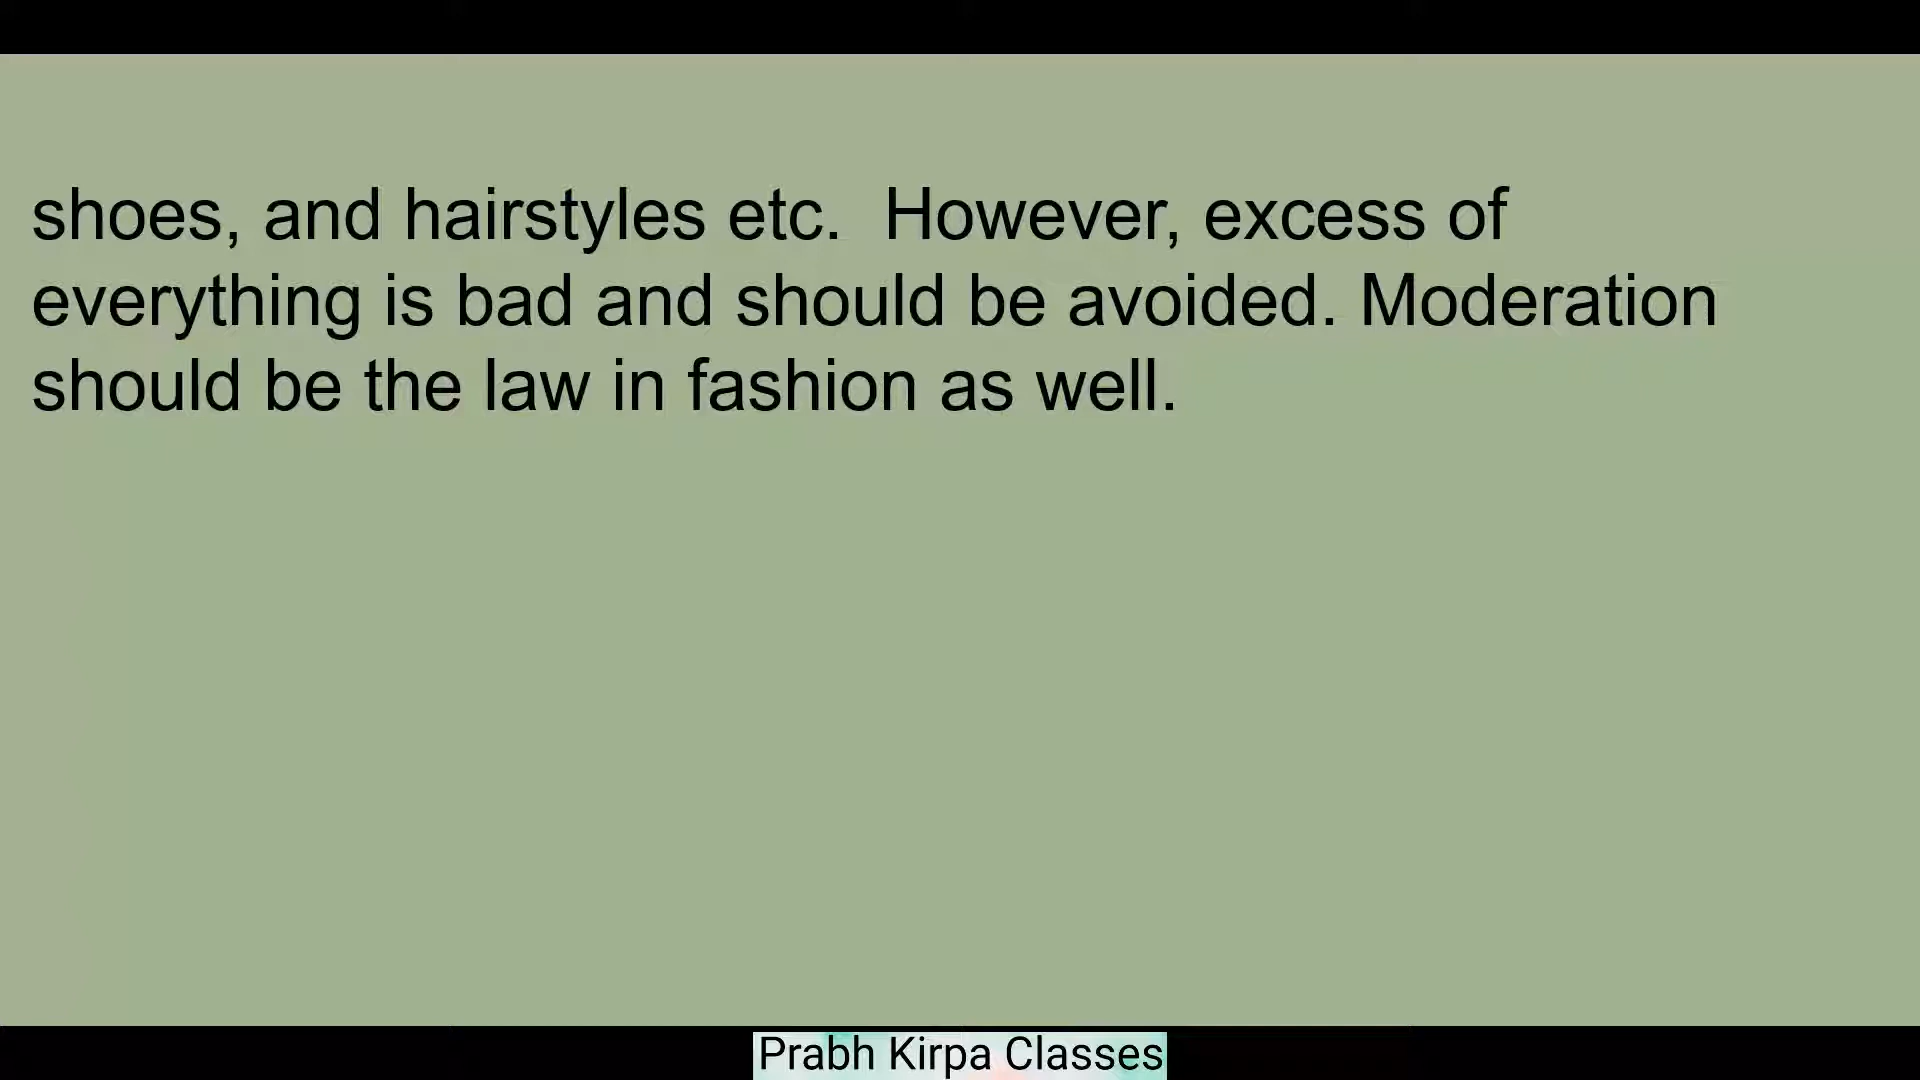 shoes, and hairstyles etc.  However, excess of
everything is bad and should be avoided. Moderation
should be the law in fashion as well.
Prabh Kirpa Classes